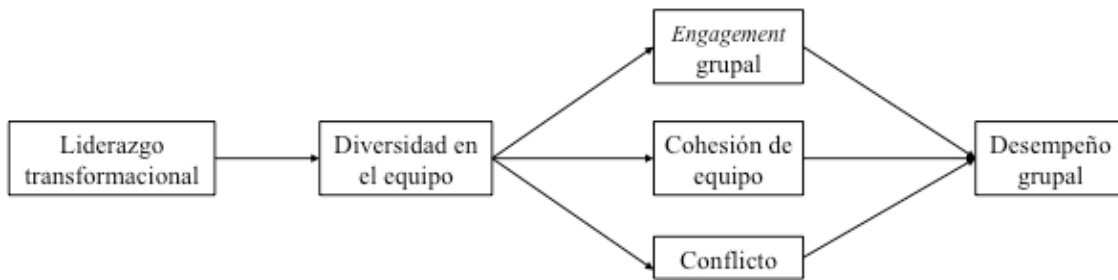 Liderazgo
transformacional
Diversidad en
el equipo
Engagement
grupal
Cohesión de
equipo
Conflicto
Desempeño
grupal